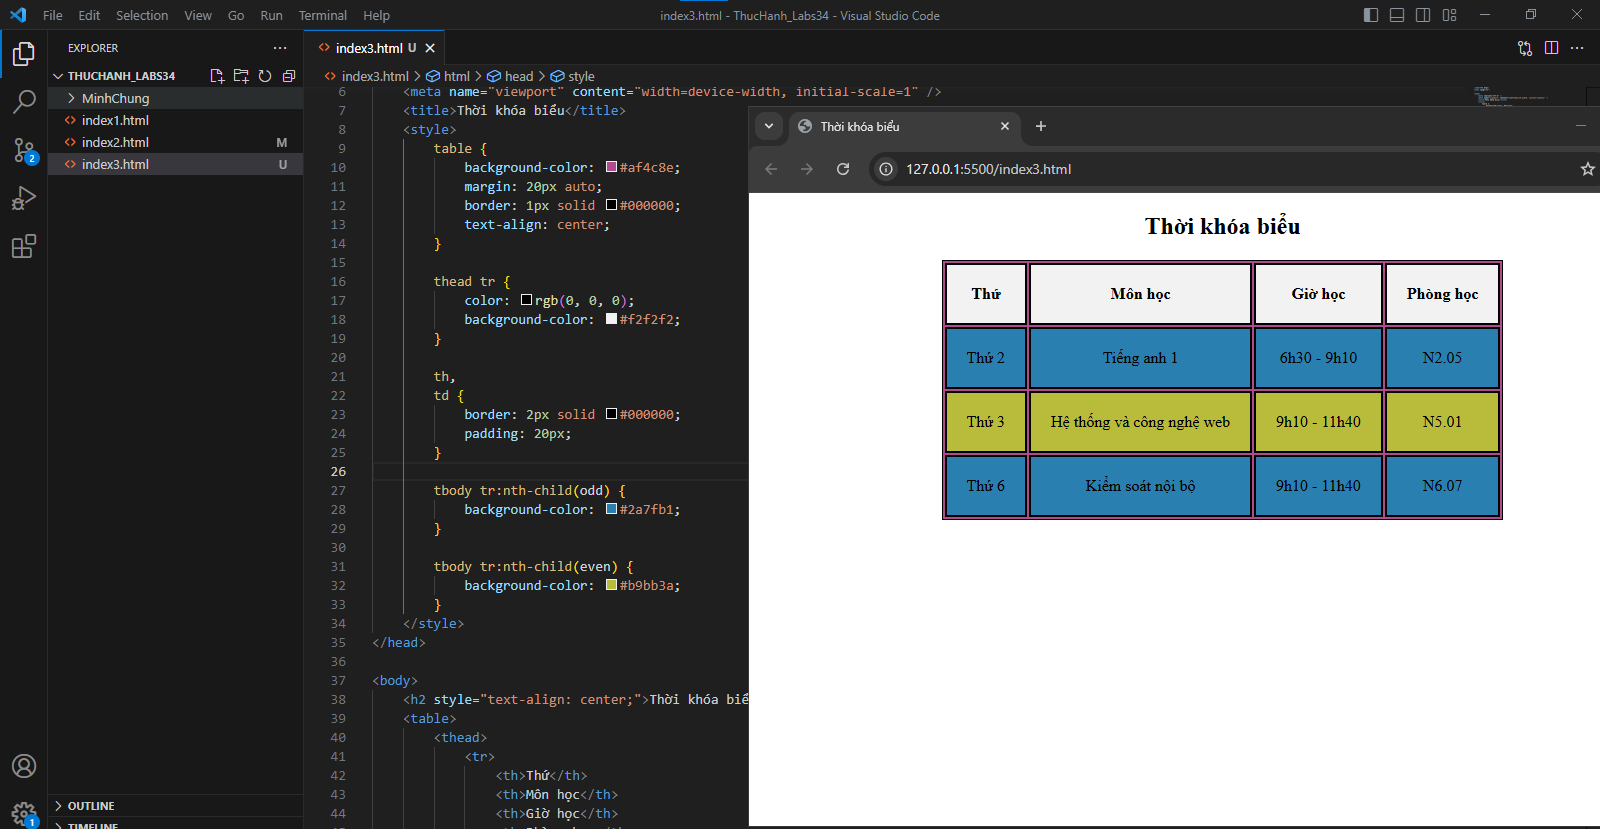 File Edit Selection View Go Run Terminal Help
index3.html - ThucHanh_Labs34 - Visual Studio Code
EXPLORER
THUCHANH_LABS34
MinhChung
index1.html
index2.html M
index3.html U
2
1
OUTLINE
TIMELINE
index3.html U
index3.html > html > head > style
6 <meta name="viewport" content="width=device-width, initial-scale=1" />
7 <title>Thời khóa biểu</title>
8 <style>
9 table {
10 background-color: #af4c8e;
11 margin: 20px auto;
12 border: 1px solid #000000;
13 text-align: center;
14 }
15
16 thead tr {
17 color: rgb(0, 0, 0);
18 background-color: #f2f2f2;
19 }
20
21 th,
22 td {
23 border: 2px solid #000000;
24 padding: 20px;
25 }
26
27 tbody tr:nth-child(odd) {
28 background-color: #2a7fb1;
29 }
30
31 tbody tr:nth-child(even) {
32 background-color: #b9bb3a;
33 }
34 </style>
35 </head>
36
37 <body>
38 <h2 style="text-align: center;">Thời khóa biể
39 <table>
40 <thead>
41 <tr>
42 <th>Thứ</th>
43 <th>Môn học</th>
44 <th>Giờ học</th>
Thời khóa biểu
127.0.0.1:5500/index3.html
Thời khóa biểu
Thứ Môn học Giờ học Phòng học
Thứ 2 Tiếng anh 1 6h30 - 9h10 N2.05
Thứ 3 Hệ thống và công nghệ web 9h10 - 11h40 N5.01
Thứ 6 Kiểm soát nội bộ 9h10 - 11h40 N6.07